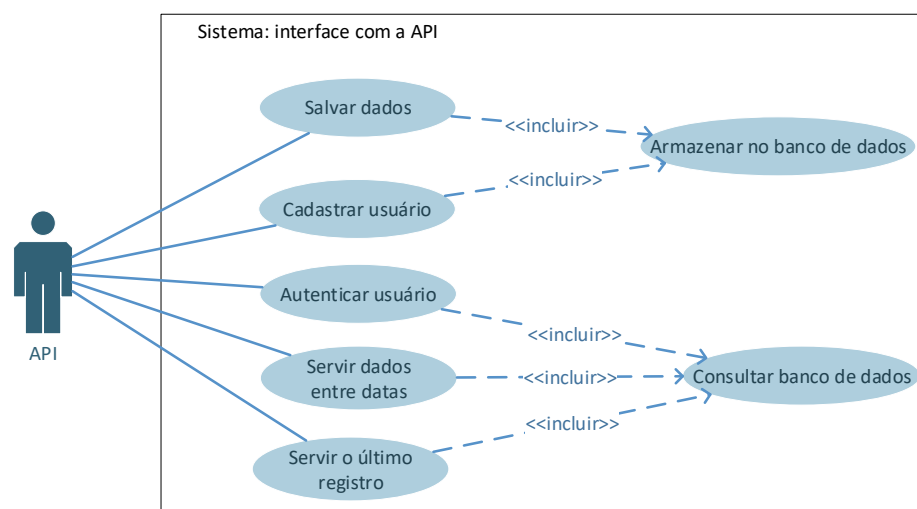 Sistema: interface com a API
Salvar dados
<<incluir>>
Armazenar no banco de dados
<<incluir>>
Cadastrar usuário
Autenticar usuário
<<incluir>>
Servir dados
entre datas
<<incluir>>
Consultar banco de dados
<<incluir>>
Servir o último
registro
API